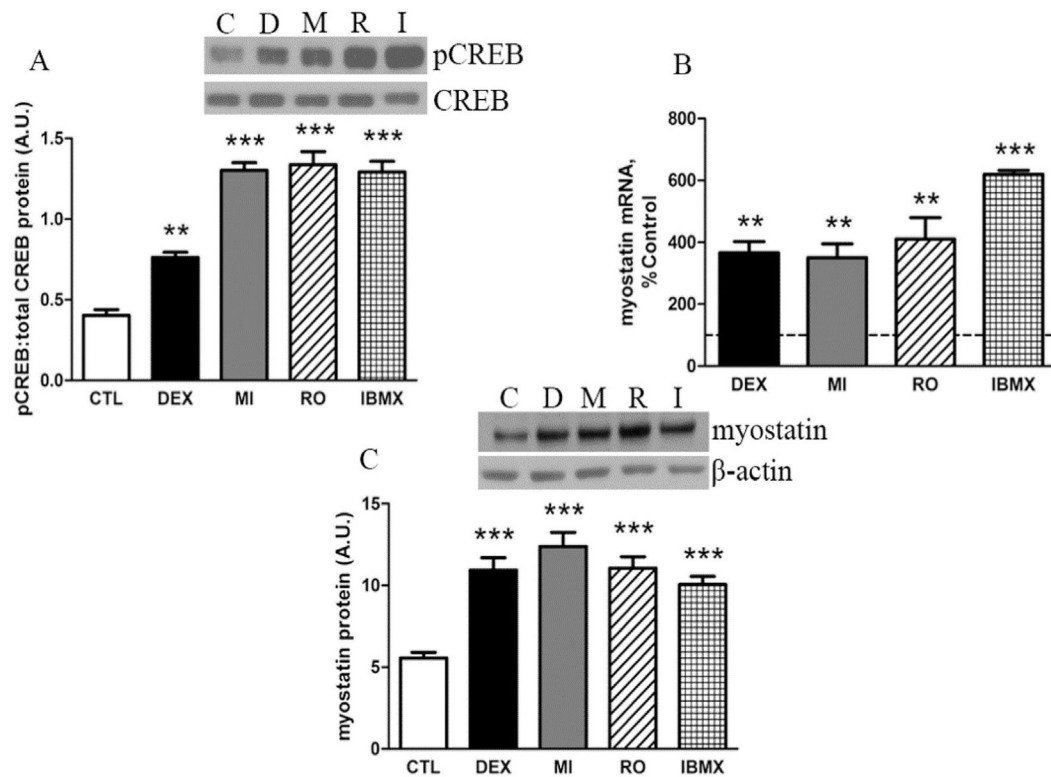 C D M R I
A
pCREB
CREB
pCREB:total CREB protein (A.U.)
1.5
1.0
0.5
0.0
** *** *** ***
CTL DEX MI RO IBMX
B
myostatin mRNA,
%Control
800
600
400
200
0
** ** ** ***
DEX MI RO IBMX
C D M R I
myostatin
β-actin
C
myostatin protein (A.U.)
15
10
5
0
*** *** *** ***
CTL DEX MI RO IBMX